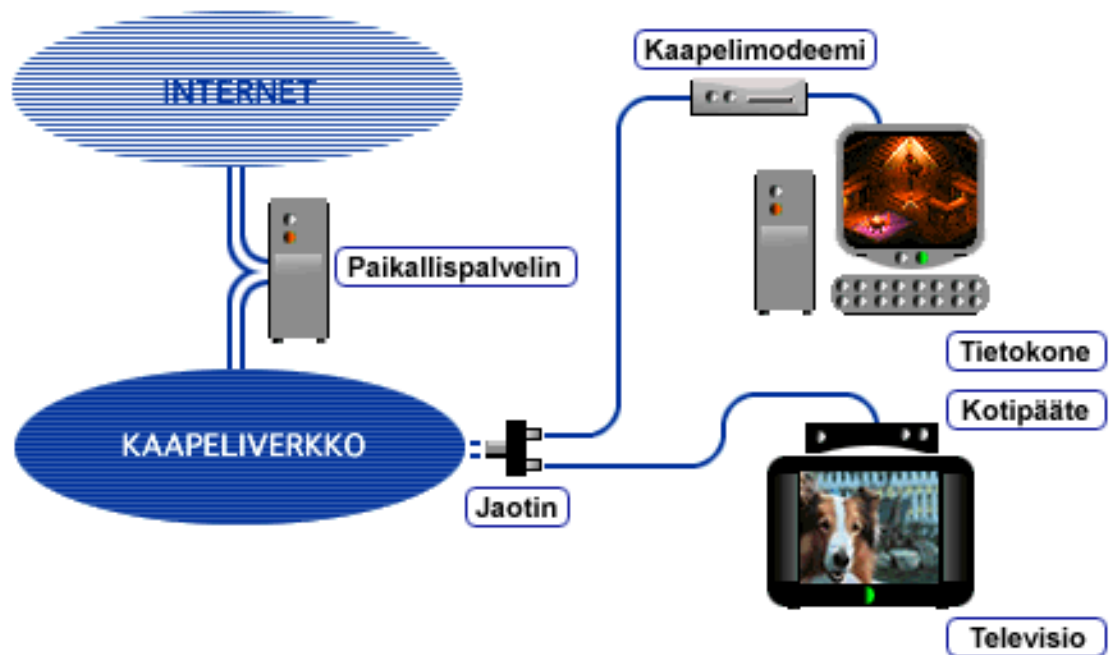 INTERNET
Kaapelimodeemi
Paikallispalvelin
Tietokone
Kotipääte
KAAPELIVERKKO
Jaotin
Televisio